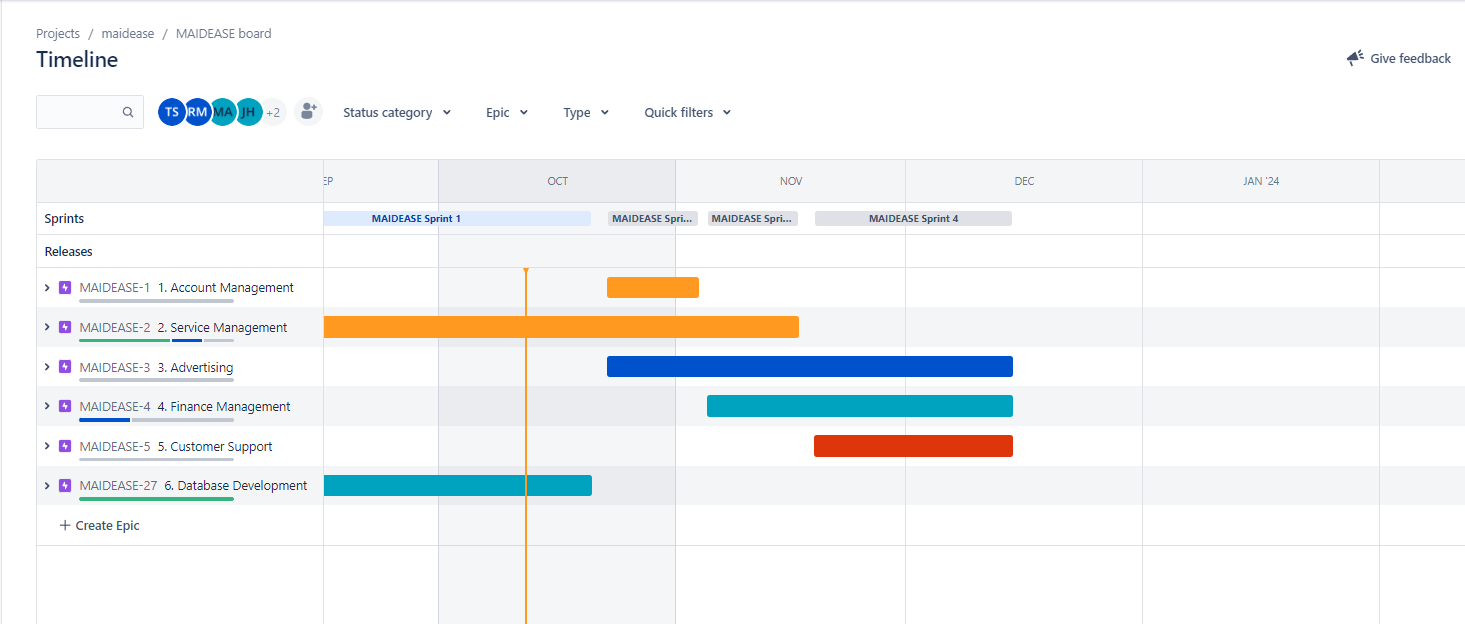 Projects / maidease / MAIDEASE board
Timeline
Give feedback
TS RM MA JH +2
Status category
Epic
Type
Quick filters
EP OCT NOV DEC JAN '24
Sprints
MAIDEASE Sprint 1 MAIDEASE Spri... MAIDEASE Spri... MAIDEASE Sprint 4
Releases
MAIDEASE-1 1. Account Management
MAIDEASE-2 2. Service Management
MAIDEASE-3 3. Advertising
MAIDEASE-4 4. Finance Management
MAIDEASE-5 5. Customer Support
MAIDEASE-27 6. Database Development
+ Create Epic